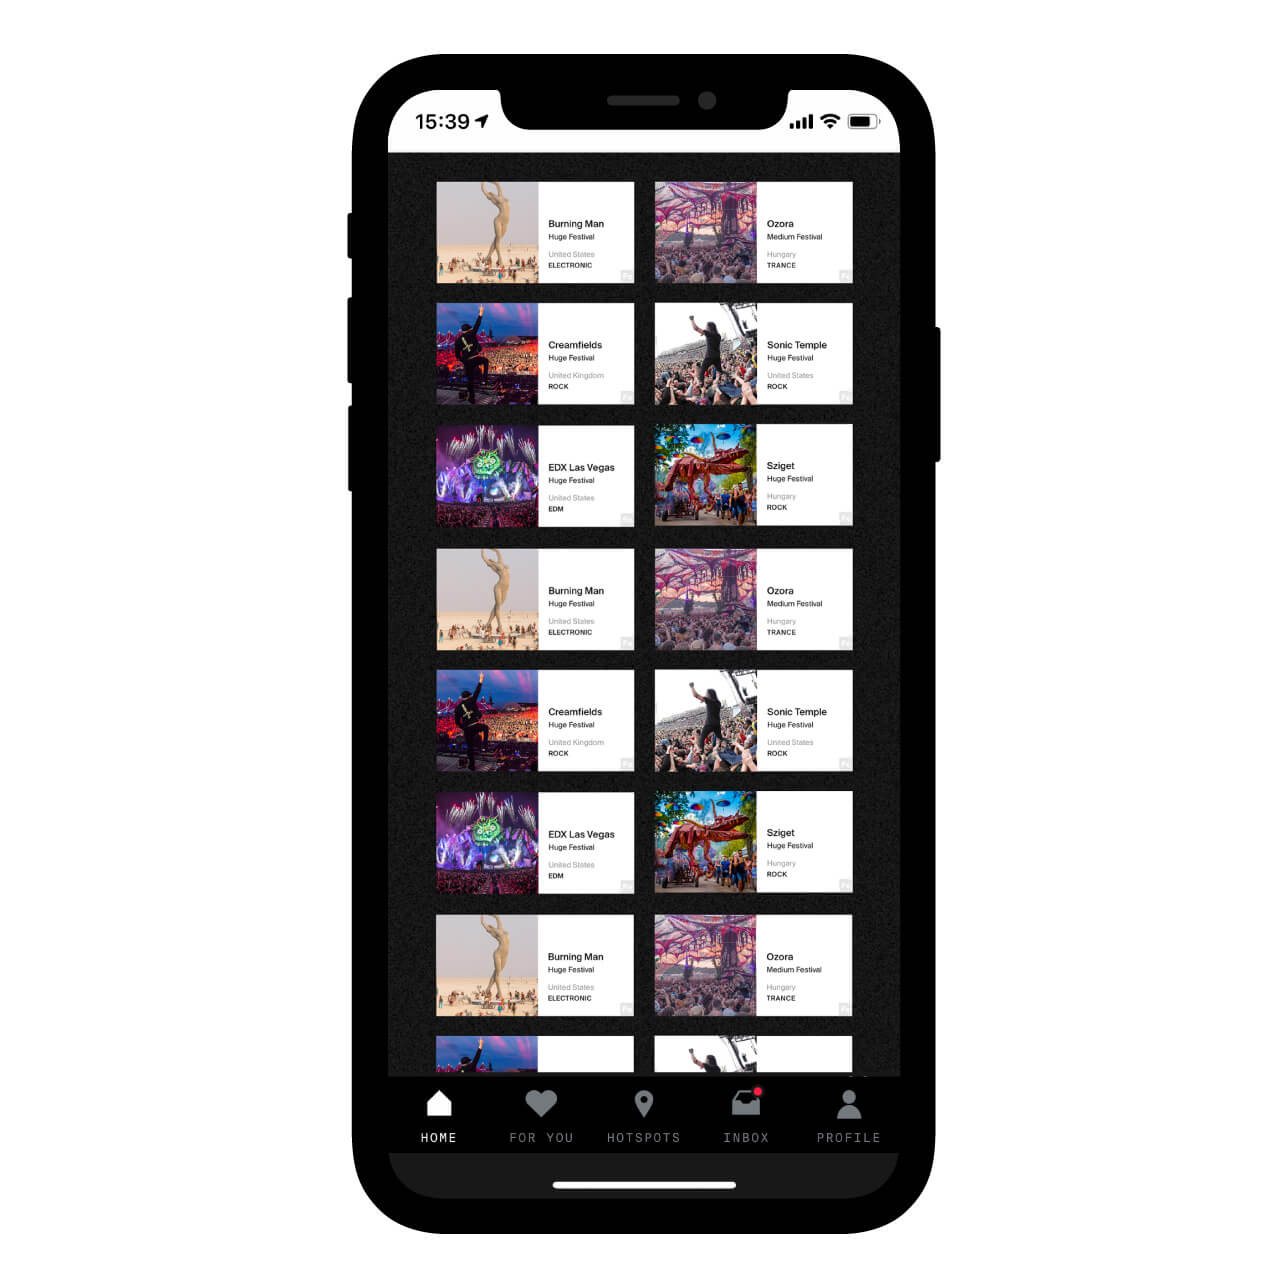 15:39
Burning Man
Huge Festival
United States
ELECTRONIC
Ozora
Medium Festival
Hungary
TRANCE
Creamfields
Huge Festival
United Kingdom
ROCK
Sonic Temple
Huge Festival
United States
ROCK
EDX Las Vegas
Huge Festival
United States
EDM
Sziget
Huge Festival
Hungary
ROCK
Burning Man
Huge Festival
United States
ELECTRONIC
Ozora
Medium Festival
Hungary
TRANCE
Creamfields
Huge Festival
United Kingdom
ROCK
Sonic Temple
Huge Festival
United States
ROCK
EDX Las Vegas
Huge Festival
United States
EDM
Sziget
Huge Festival
Hungary
ROCK
Burning Man
Huge Festival
United States
ELECTRONIC
Ozora
Medium Festival
Hungary
TRANCE
HOME
FOR YOU
HOTSPOTS
INBOX
PROFILE